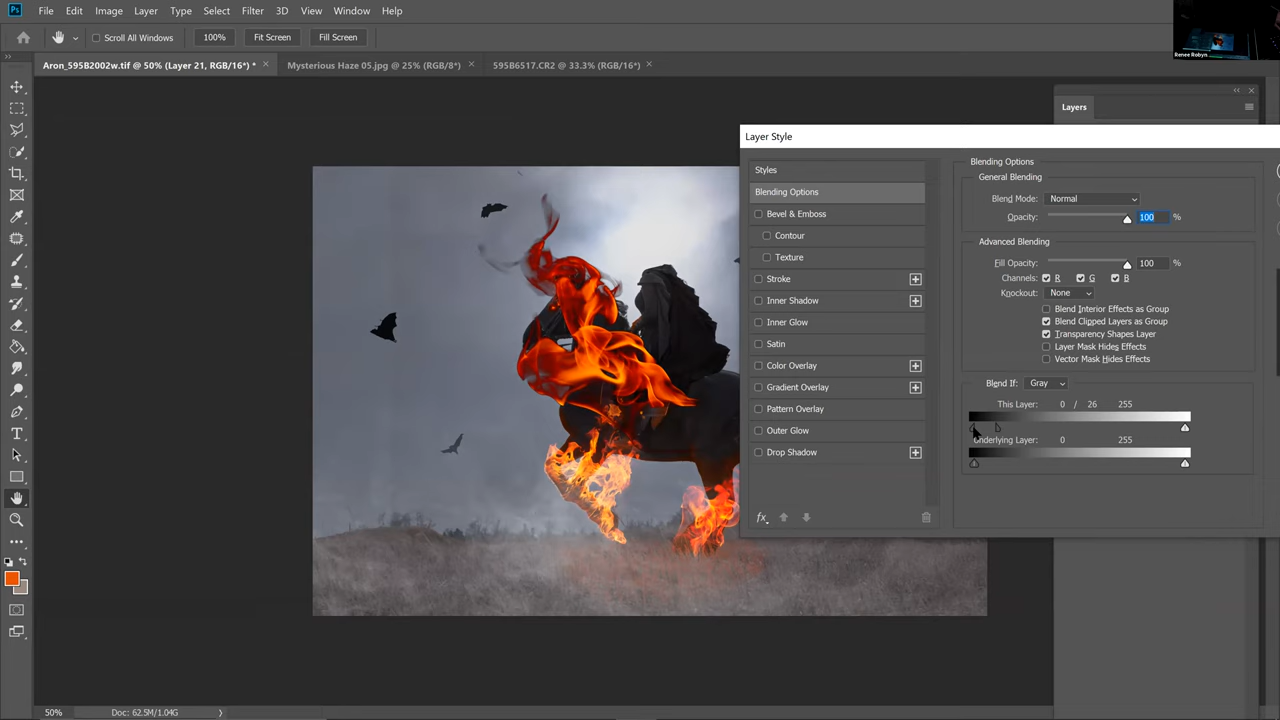 Ps File Edit Image Layer Type Select Filter 3D View Window Help
Scroll All Windows 100% Fit Screen Fill Screen
Renee Robyn
Aron_595B2002w.tif @ 50% (Layer 21, RGB/16*) * × Mysterious Haze 05.jpg @ 25% (RGB/8*) × 595B6517.CR2 @ 33.3% (RGB/16*) ×
Layers
Layer Style
Styles
Blending Options
Bevel & Emboss
Contour
Texture
Stroke
Inner Shadow
Inner Glow
Satin
Color Overlay
Gradient Overlay
Pattern Overlay
Outer Glow
Drop Shadow
fx
Blending Options
General Blending
Blend Mode: Normal
Opacity: 100 %
Advanced Blending
Fill Opacity: 100 %
Channels: R G B
Knockout: None
Blend Interior Effects as Group
Blend Clipped Layers as Group
Transparency Shapes Layer
Layer Mask Hides Effects
Vector Mask Hides Effects
Blend If: Gray
This Layer: 0 / 26 255
Underlying Layer: 0 255
50% Doc: 62.5M/1.04G